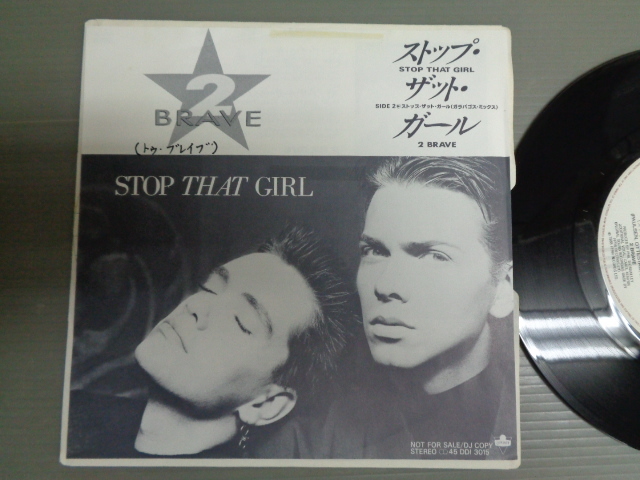 2
BRAVE
(トゥ・ブレイブ)
ストップ・
STOP THAT GIRL
ザット・
SIDE 2✶ストップ・ザット・ガール(ガラパゴス・ミックス)
ガール
2 BRAVE
STOP THAT GIRL
NOT FOR SALE/DJ COPY
STEREO 45 DDI 3015